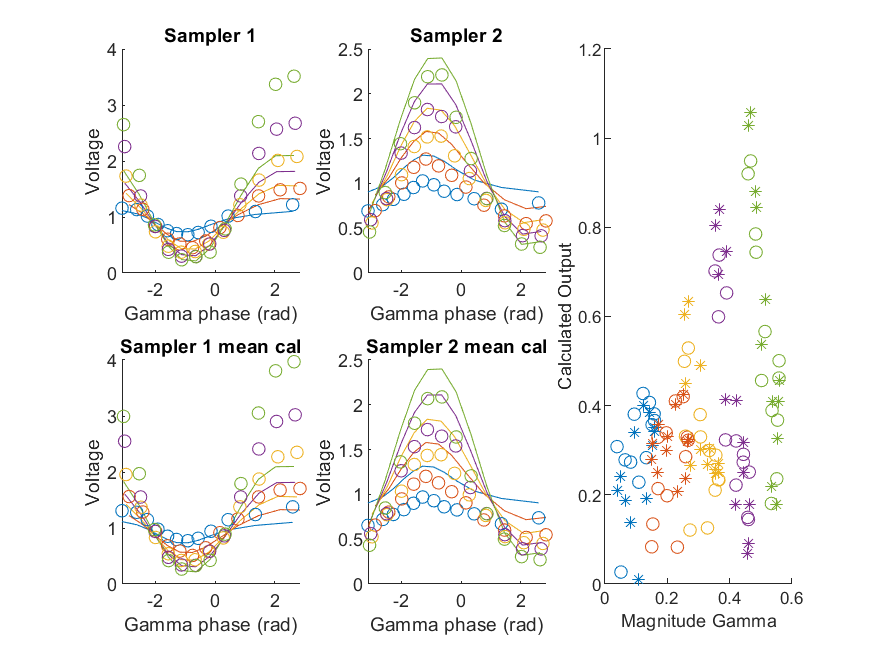 Sampler 1
4
3
2
1
0
Voltage
-2 0 2
Gamma phase (rad)
Sampler 2
2.5
2
1.5
1
0.5
0
Voltage
-2 0 2
Gamma phase (rad)
Sampler 1 mean cal
4
3
2
1
0
Voltage
-2 0 2
Gamma phase (rad)
Sampler 2 mean cal
2.5
2
1.5
1
0.5
0
Voltage
-2 0 2
Gamma phase (rad)
1.2
1
0.8
0.6
0.4
0.2
0
Calculated Output
0 0.2 0.4 0.6
Magnitude Gamma